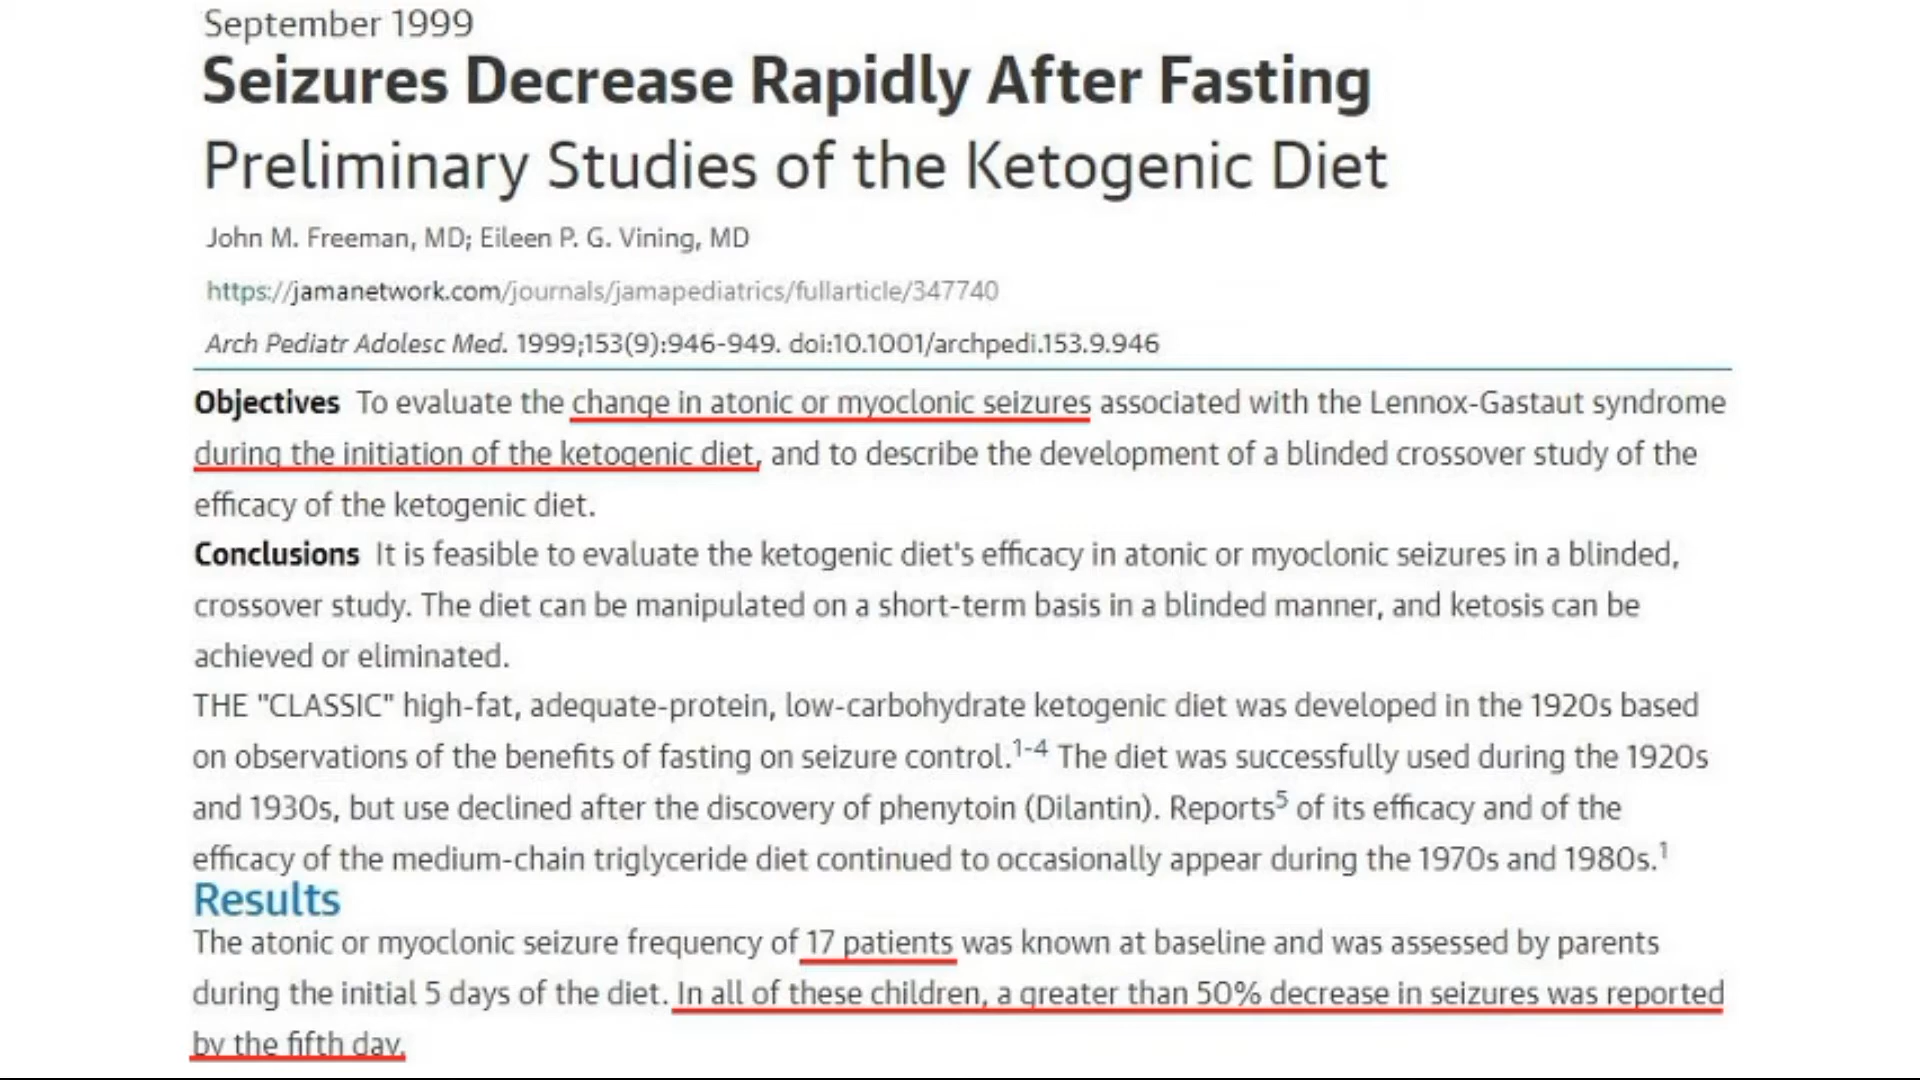 September 1999
Seizures Decrease Rapidly After Fasting
Preliminary Studies of the Ketogenic Diet
John M. Freeman, MD; Eileen P. G. Vining, MD
https://jamanetwork.com/journals/jamapediatrics/fullarticle/347740
Arch Pediatr Adolesc Med. 1999;153(9):946-949. doi:10.1001/archpedi.153.9.946
Objectives To evaluate the change in atonic or myoclonic seizures associated with the Lennox-Gastaut syndrome
during the initiation of the ketogenic diet, and to describe the development of a blinded crossover study of the
efficacy of the ketogenic diet.
Conclusions It is feasible to evaluate the ketogenic diet's efficacy in atonic or myoclonic seizures in a blinded,
crossover study. The diet can be manipulated on a short-term basis in a blinded manner, and ketosis can be
achieved or eliminated.
THE "CLASSIC" high-fat, adequate-protein, low-carbohydrate ketogenic diet was developed in the 1920s based
on observations of the benefits of fasting on seizure control.1-4 The diet was successfully used during the 1920s
and 1930s, but use declined after the discovery of phenytoin (Dilantin). Reports5 of its efficacy and of the
efficacy of the medium-chain triglyceride diet continued to occasionally appear during the 1970s and 1980s.1
Results
The atonic or myoclonic seizure frequency of 17 patients was known at baseline and was assessed by parents
during the initial 5 days of the diet. In all of these children, a greater than 50% decrease in seizures was reported
by the fifth day.